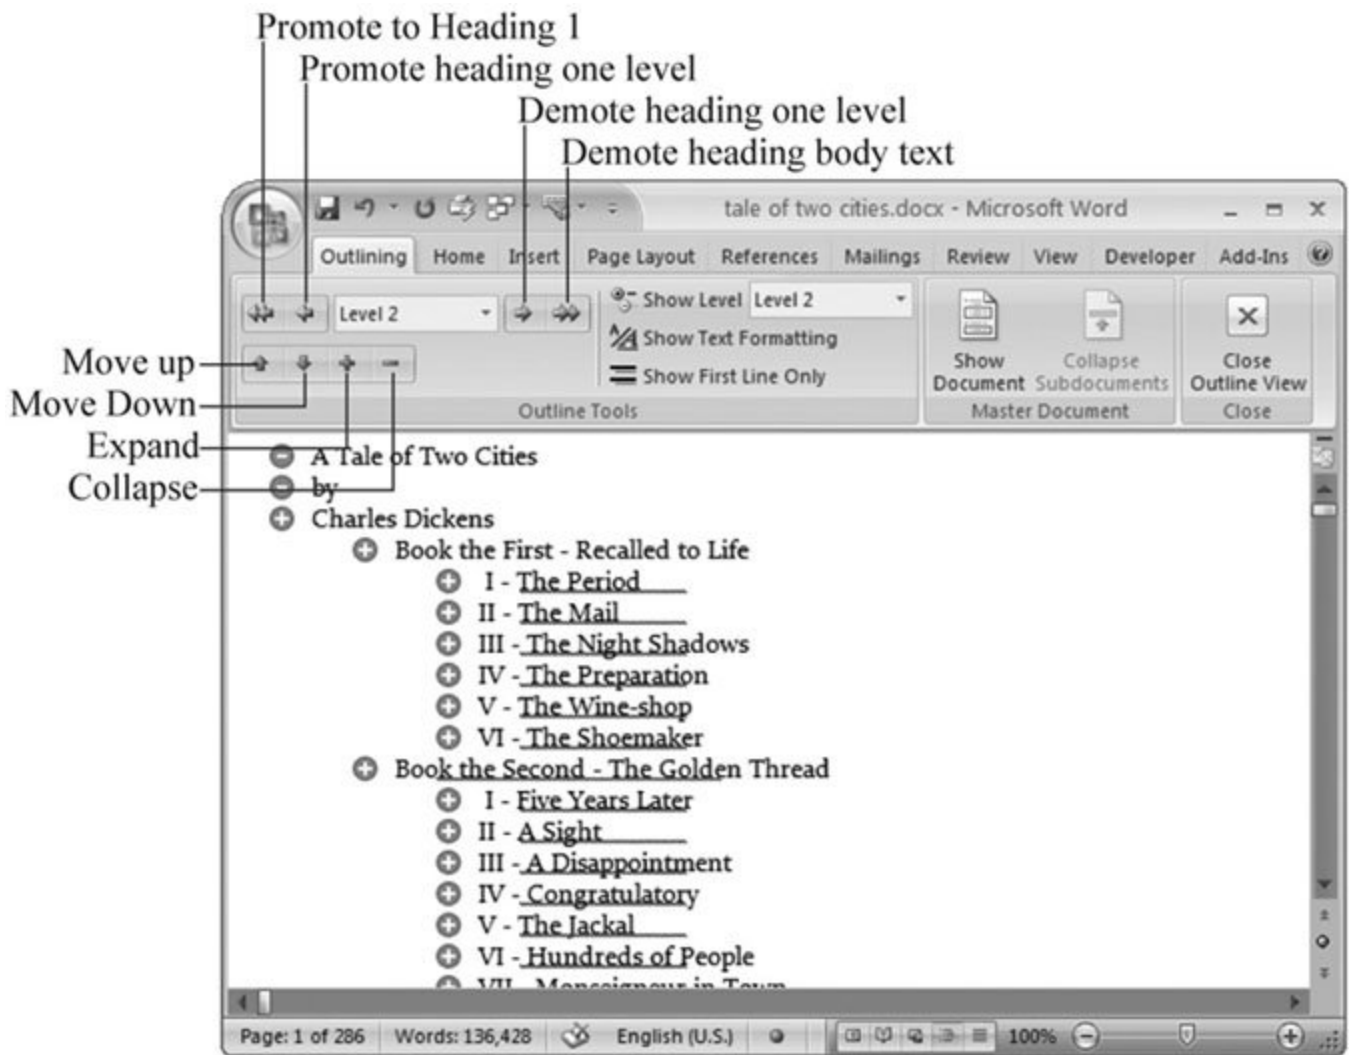 Promote to Heading 1
Promote heading one level
Demote heading one level
Demote heading body text
tale of two cities.docx - Microsoft Word
Outlining Home Insert Page Layout References Mailings Review View Developer Add-Ins
Level 2 Show Level Level 2
Show Text Formatting
Show First Line Only
Show Document
Collapse Subdocuments
Close Outline View
Outline Tools Master Document Close
Move up
Move Down
Expand
Collapse
A Tale of Two Cities
by
Charles Dickens
Book the First - Recalled to Life
I - The Period
II - The Mail
III - The Night Shadows
IV - The Preparation
V - The Wine-shop
VI - The Shoemaker
Book the Second - The Golden Thread
I - Five Years Later
II - A Sight
III - A Disappointment
IV - Congratulatory
V - The Jackal
VI - Hundreds of People
VII - Monseigneur in Town
Page: 1 of 286 Words: 136,428 English (U.S.) 100%